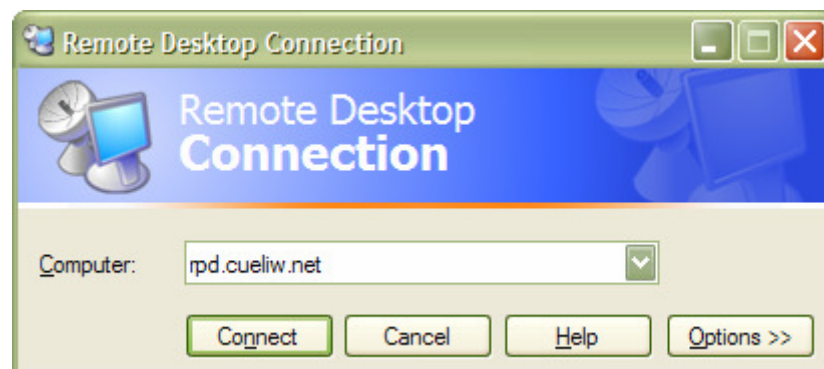 Remote Desktop Connection
Remote Desktop
Connection
Computer: rpd.cueliw.net
Connect Cancel Help Options >>